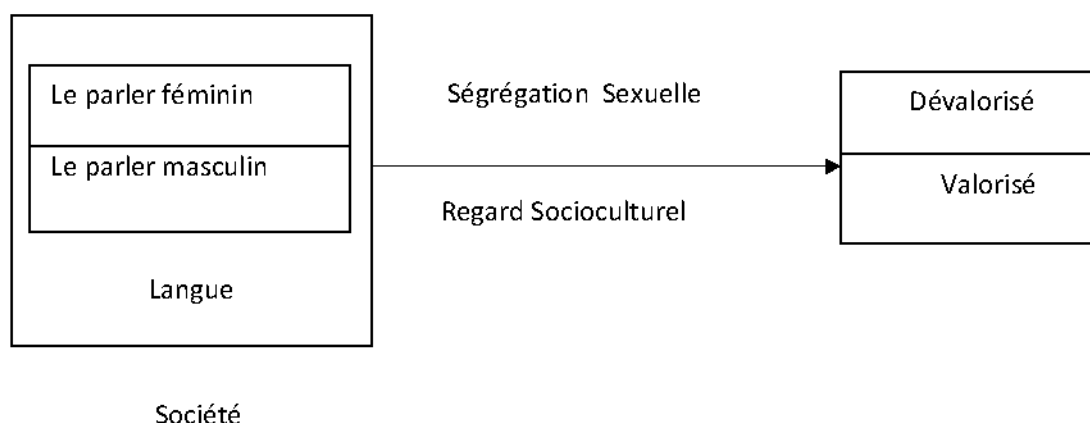 Le parler féminin
Le parler masculin
Langue
Société
Ségrégation Sexuelle
Regard Socioculturel
Dévalorisé
Valorisé